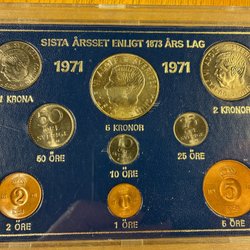 SISTA ÅRSSET ENLIGT 1873 ÅRS LAG
1971 1971
1 KRONA 2 KRONOR
5 KRONOR
50
25
50 ÖRE 25 ÖRE
10
10 ÖRE
2 1 5
2 ÖRE 1 ÖRE 5 ÖRE